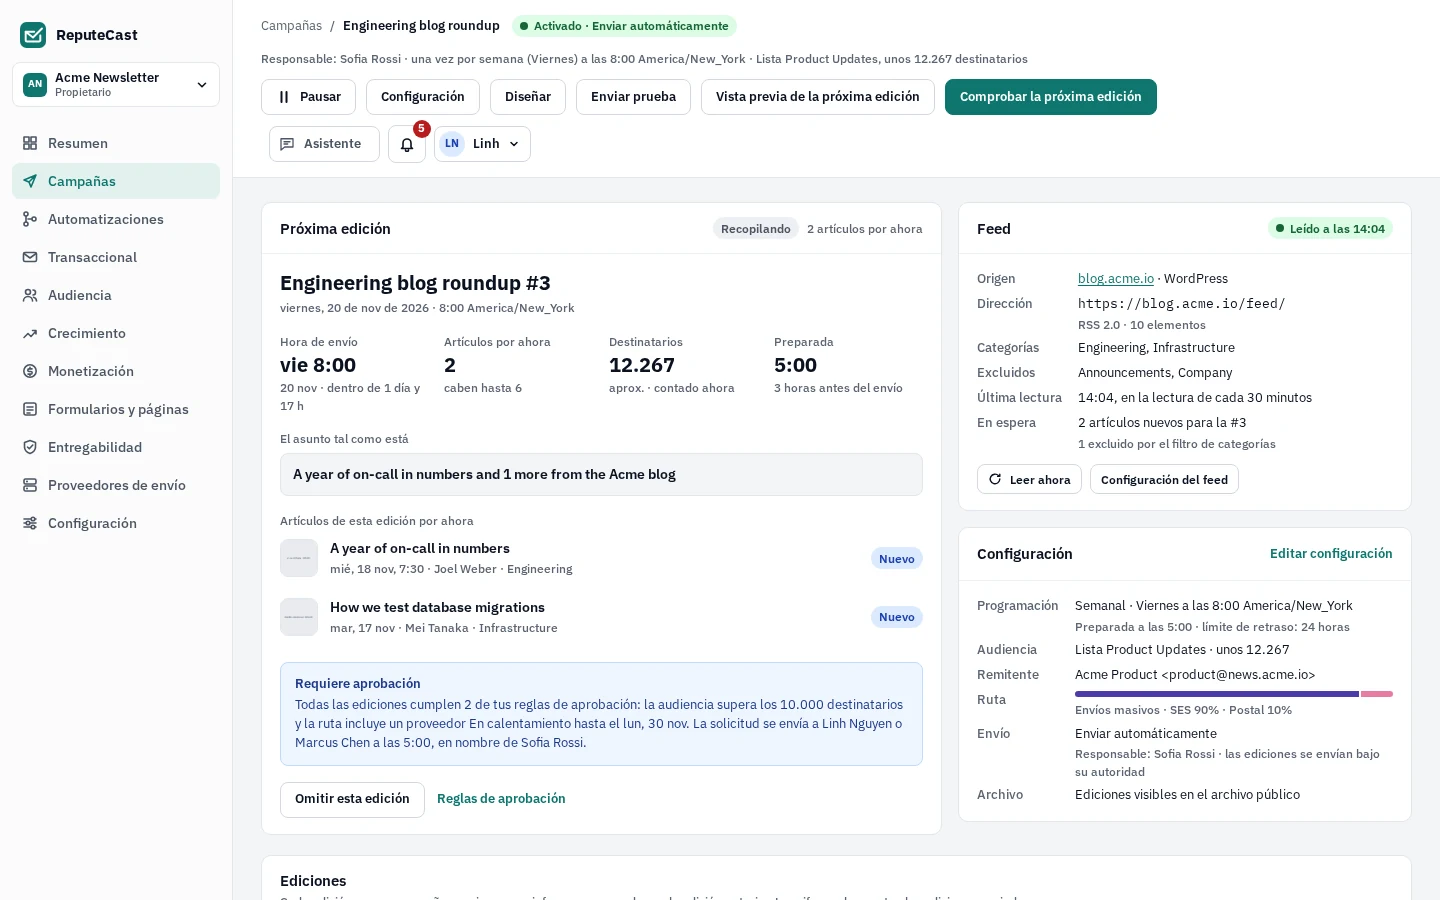 ReputeCast
AN
Acme Newsletter
Propietario
Resumen
Campañas
Automatizaciones
Transaccional
Audiencia
Crecimiento
Monetización
Formularios y páginas
Entregabilidad
Proveedores de envío
Configuración
Campañas / Engineering blog roundup
Activado · Enviar automáticamente
Responsable: Sofia Rossi · una vez por semana (Viernes) a las 8:00 America/New_York · Lista Product Updates, unos 12.267 destinatarios
Pausar
Configuración
Diseñar
Enviar prueba
Vista previa de la próxima edición
Comprobar la próxima edición
Asistente
5
LN
Linh
Próxima edición
Recopilando
2 artículos por ahora
Engineering blog roundup #3
viernes, 20 de nov de 2026 · 8:00 America/New_York
Hora de envío
vie 8:00
20 nov · dentro de 1 día y
17 h
Artículos por ahora
2
caben hasta 6
Destinatarios
12.267
aprox. · contado ahora
Preparada
5:00
3 horas antes del envío
El asunto tal como está
A year of on-call in numbers and 1 more from the Acme blog
Artículos de esta edición por ahora
A year of on-call in numbers
mié, 18 nov, 7:30 · Joel Weber · Engineering
Nuevo
How we test database migrations
mar, 17 nov · Mei Tanaka · Infrastructure
Nuevo
Requiere aprobación
Todas las ediciones cumplen 2 de tus reglas de aprobación: la audiencia supera los 10.000 destinatarios
y la ruta incluye un proveedor En calentamiento hasta el lun, 30 nov. La solicitud se envía a Linh Nguyen o
Marcus Chen a las 5:00, en nombre de Sofia Rossi.
Omitir esta edición
Reglas de aprobación
Feed
Leído a las 14:04
Origen
blog.acme.io · WordPress
Dirección
https://blog.acme.io/feed/
RSS 2.0 · 10 elementos
Categorías
Engineering, Infrastructure
Excluidos
Announcements, Company
Última lectura
14:04, en la lectura de cada 30 minutos
En espera
2 artículos nuevos para la #3
1 excluido por el filtro de categorías
Leer ahora
Configuración del feed
Configuración
Editar configuración
Programación
Semanal · Viernes a las 8:00 America/New_York
Preparada a las 5:00 · límite de retraso: 24 horas
Audiencia
Lista Product Updates · unos 12.267
Remitente
Acme Product <product@news.acme.io>
Ruta
Envíos masivos · SES 90% · Postal 10%
Envío
Enviar automáticamente
Responsable: Sofia Rossi · las ediciones se envían bajo
su autoridad
Archivo
Ediciones visibles en el archivo público
Ediciones